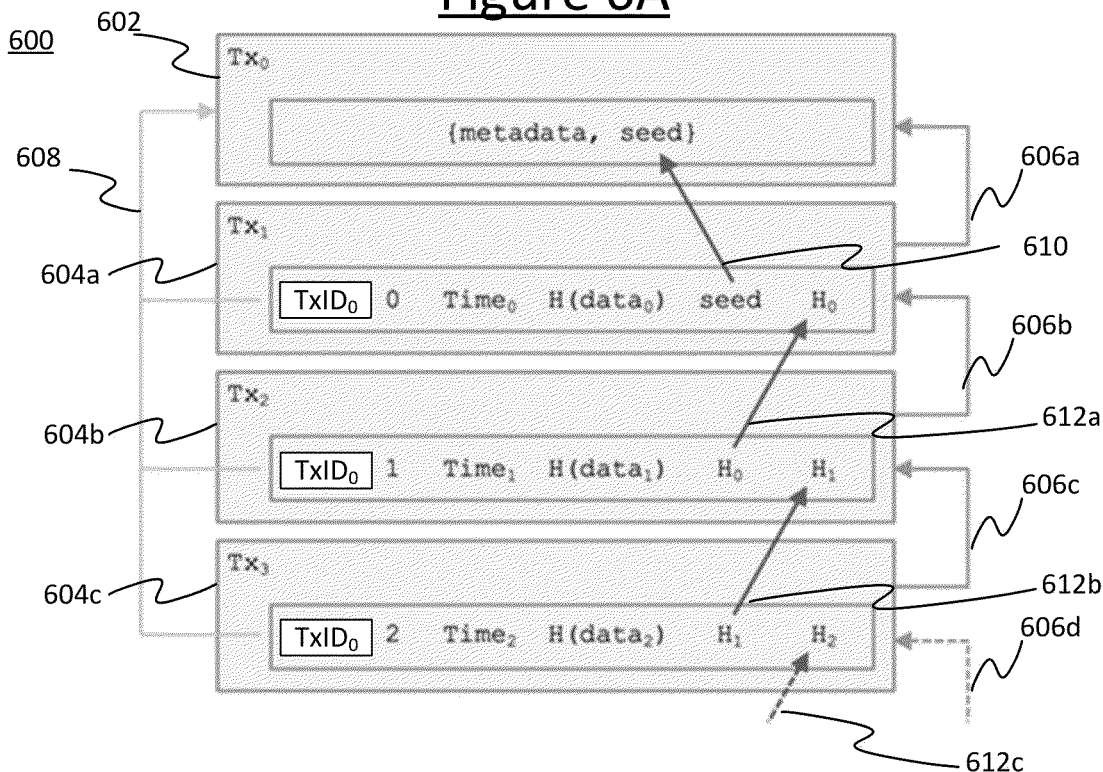 Figure 6A
600
602
Tx₀
{metadata, seed}
608
606a
Tx₁
610
604a
TxID₀ 0 Time₀ H(data₀) seed H₀
606b
Tx₂
612a
604b
TxID₀ 1 Time₁ H(data₁) H₀ H₁
606c
Tx₃
612b
604c
TxID₀ 2 Time₂ H(data₂) H₁ H₂
606d
612c